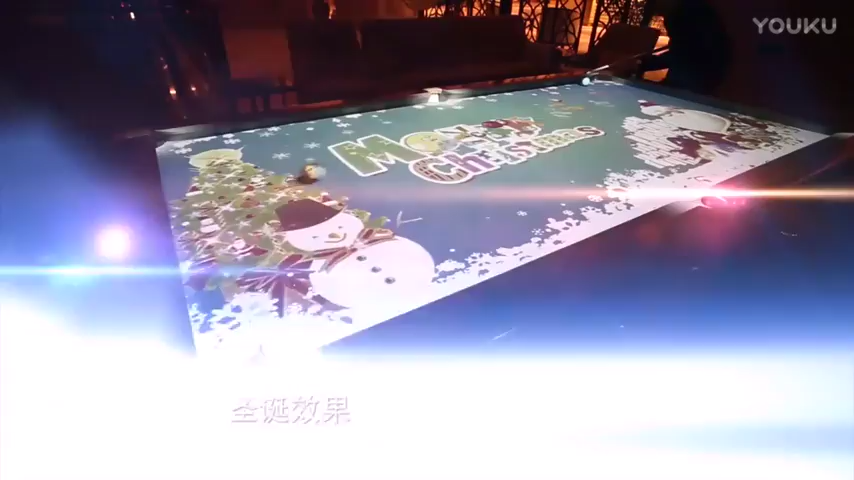 YOUKU
Merry
Christmas
圣诞效果